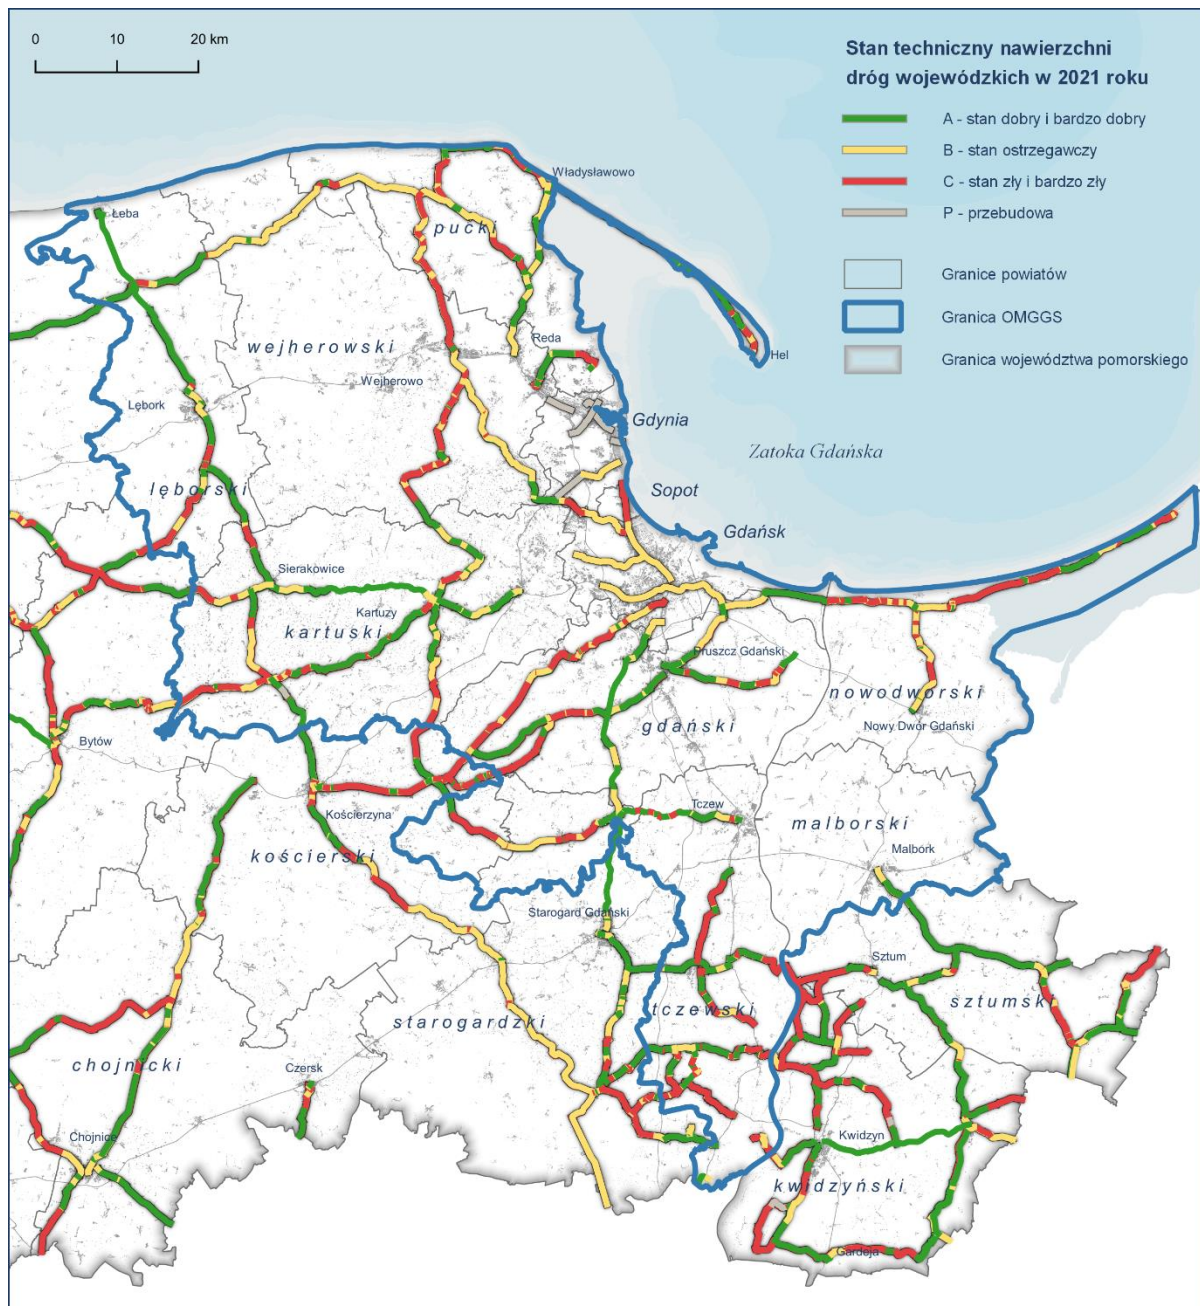 0 10 20 km
Stan techniczny nawierzchni
dróg wojewódzkich w 2021 roku
A - stan dobry i bardzo dobry
B - stan ostrzegawczy
C - stan zły i bardzo zły
P - przebudowa
Granice powiatów
Granica OMGGS
Granica województwa pomorskiego
Władysławowo
Łeba
pucki
Reda
wejherowski
Hel
Wejherowo
Lębork
Gdynia
Zatoka Gdańska
lęborski
Sopot
Gdańsk
Sierakowice
Kartuzy
kartuski
Pruszcz Gdański
nowodworski
gdański
Nowy Dwór Gdański
Bytów
Tczew
Kościerzyna
malborski
Malbork
kościerski
Starogard Gdański
Sztum
sztumski
tczewski
starogardzki
chojnicki
Czersk
Chojnice
Kwidzyn
kwidzyński
Gardeja